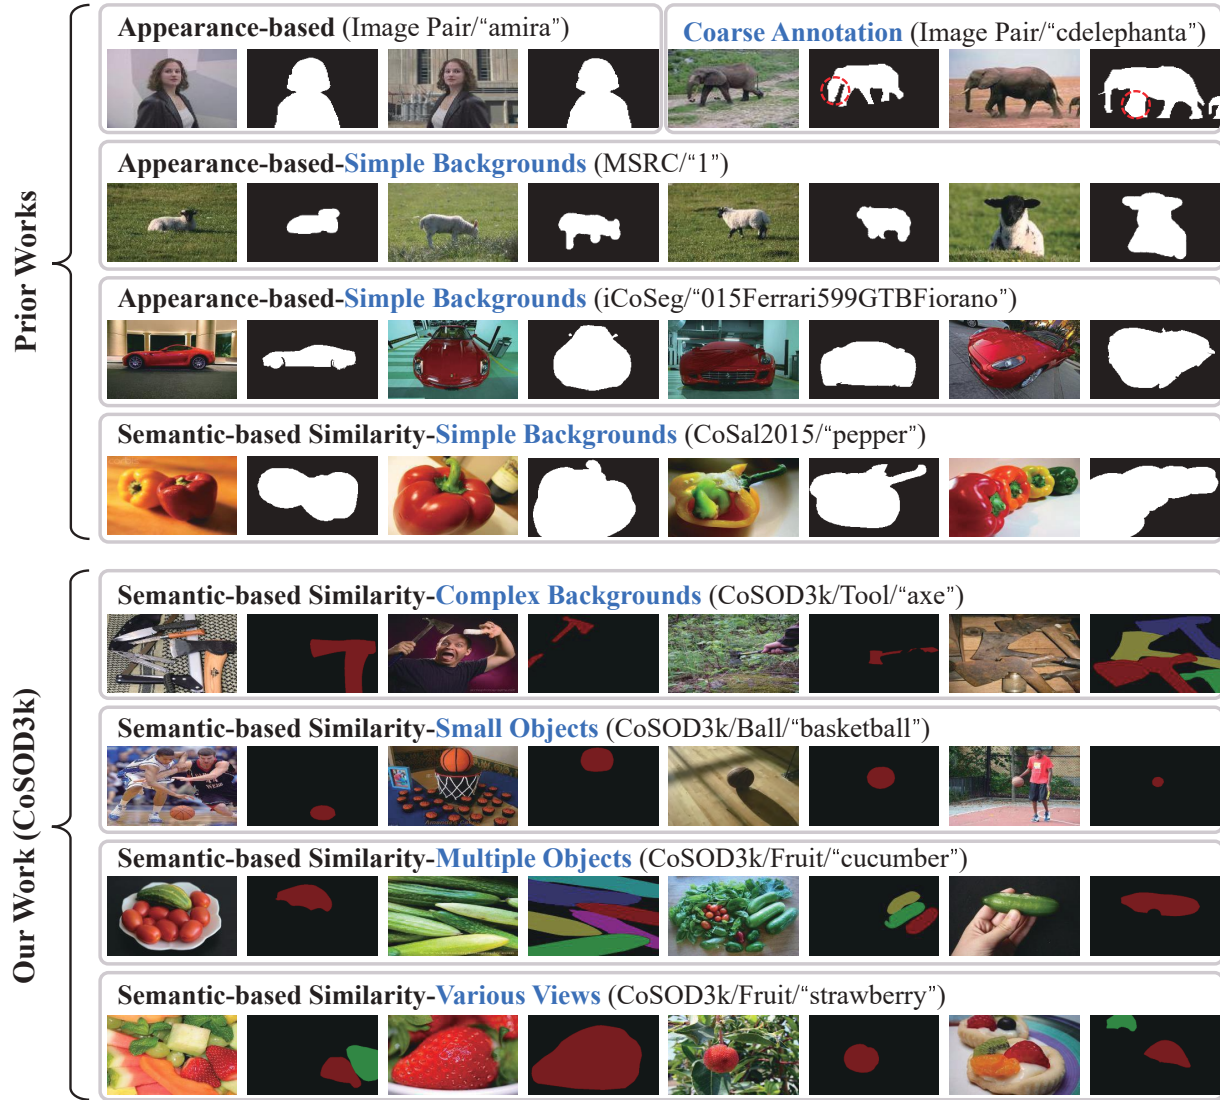 Appearance-based (Image Pair/“amira”)
Coarse Annotation (Image Pair/“cdelephanta”)
Appearance-based-Simple Backgrounds (MSRC/“1”)
Appearance-based-Simple Backgrounds (iCoSeg/“015Ferrari599GTBFiorano”)
Semantic-based Similarity-Simple Backgrounds (CoSal2015/“pepper”)
Prior Works
Semantic-based Similarity-Complex Backgrounds (CoSOD3k/Tool/“axe”)
Semantic-based Similarity-Small Objects (CoSOD3k/Ball/“basketball”)
Semantic-based Similarity-Multiple Objects (CoSOD3k/Fruit/“cucumber”)
Semantic-based Similarity-Various Views (CoSOD3k/Fruit/“strawberry”)
Our Work (CoSOD3k)